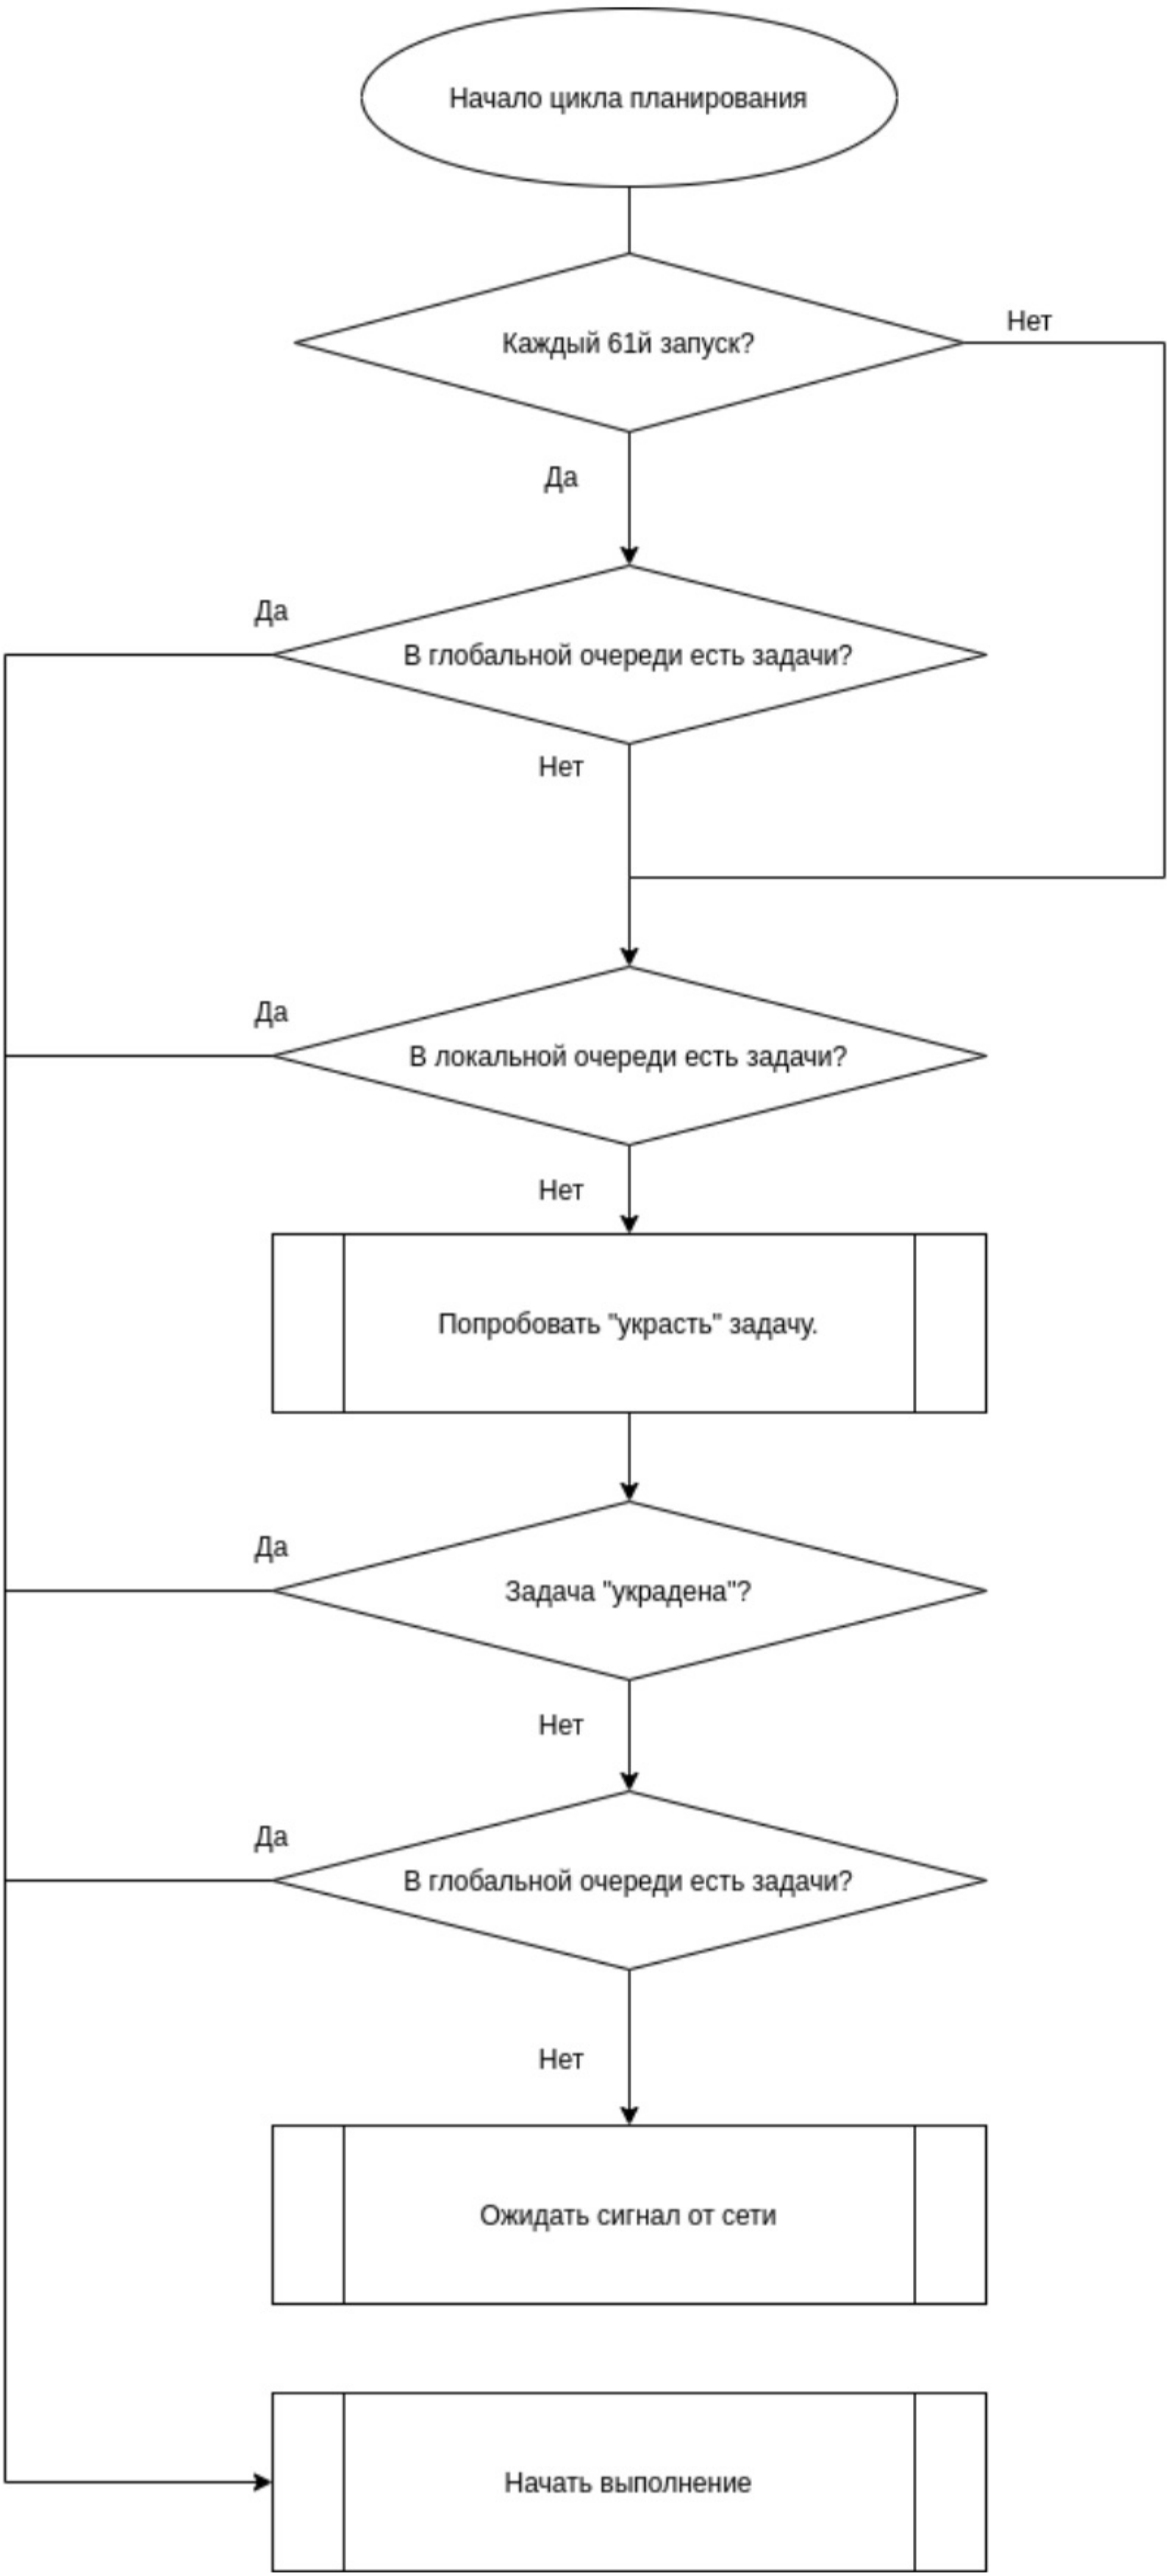 Начало цикла планирования
Каждый 61й запуск?
Нет
Да
Да
В глобальной очереди есть задачи?
Нет
Да
В локальной очереди есть задачи?
Нет
Попробовать "украсть" задачу.
Да
Задача "украдена"?
Нет
Да
В глобальной очереди есть задачи?
Нет
Ожидать сигнал от сети
Начать выполнение